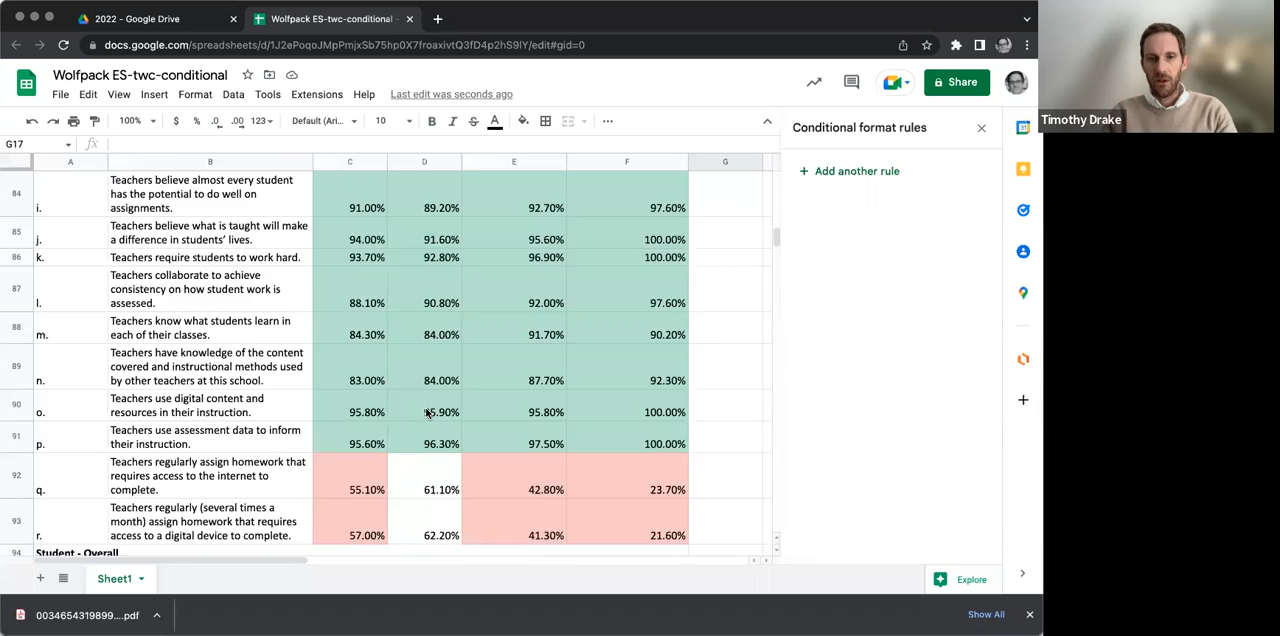 2022 - Google Drive
Wolfpack ES-twc-conditional -
docs.google.com/spreadsheets/d/1J2ePoqoJMpPmjxSb75hp0X7froaxivtQ3fD4p2hS9lY/edit#gid=0
Wolfpack ES-twc-conditional
File Edit View Insert Format Data Tools Extensions Help Last edit was seconds ago
Share
Timothy Drake
100% $ % .0 .00 123 Default (Ari... 10 B I S A
G17 fx
Conditional format rules
+ Add another rule
A B C D E F G
84 i. Teachers believe almost every student
has the potential to do well on
assignments. 91.00% 89.20% 92.70% 97.60%
85 j. Teachers believe what is taught will make
a difference in students' lives. 94.00% 91.60% 95.60% 100.00%
86 k. Teachers require students to work hard. 93.70% 92.80% 96.90% 100.00%
87 l. Teachers collaborate to achieve
consistency on how student work is
assessed. 88.10% 90.80% 92.00% 97.60%
88 m. Teachers know what students learn in
each of their classes. 84.30% 84.00% 91.70% 90.20%
89 n. Teachers have knowledge of the content
covered and instructional methods used
by other teachers at this school. 83.00% 84.00% 87.70% 92.30%
90 o. Teachers use digital content and
resources in their instruction. 95.80% 5.90% 95.80% 100.00%
91 p. Teachers use assessment data to inform
their instruction. 95.60% 96.30% 97.50% 100.00%
92 q. Teachers regularly assign homework that
requires access to the internet to
complete. 55.10% 61.10% 42.80% 23.70%
93 r. Teachers regularly (several times a
month) assign homework that requires
access to a digital device to complete. 57.00% 62.20% 41.30% 21.60%
94 Student - Overall
Sheet1
Explore
0034654319899....pdf
Show All